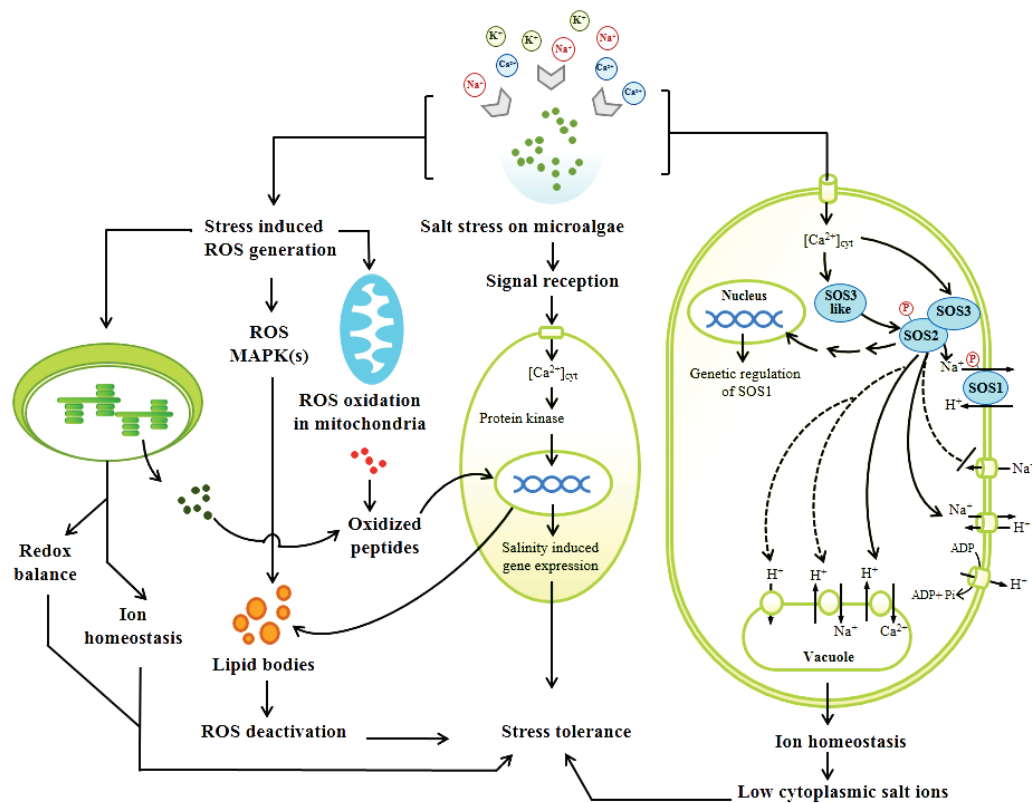 K⁺
K⁺
K⁺
Na⁺
Na⁺
Ca²⁺
Ca²⁺
Na⁺
Ca²⁺
Stress induced
ROS generation
Salt stress on microalgae
Signal reception
ROS
MAPK(s)
ROS oxidation
in mitochondria
Oxidized
peptides
Redox
balance
Ion
homeostasis
Lipid bodies
ROS deactivation
[Ca²⁺]cyt
Protein kinase
Salinity induced
gene expression
Stress tolerance
[Ca²⁺]cyt
Nucleus
Genetic regulation
of SOS1
SOS3
like
SOS3
P
SOS2
Na⁺
P
SOS1
H⁺
Na⁺
Na⁺
H⁺
ADP
ADP+ Pi
H⁺
H⁺
H⁺
H⁺
Na⁺
Ca²⁺
Vacuole
Ion homeostasis
Low cytoplasmic salt ions